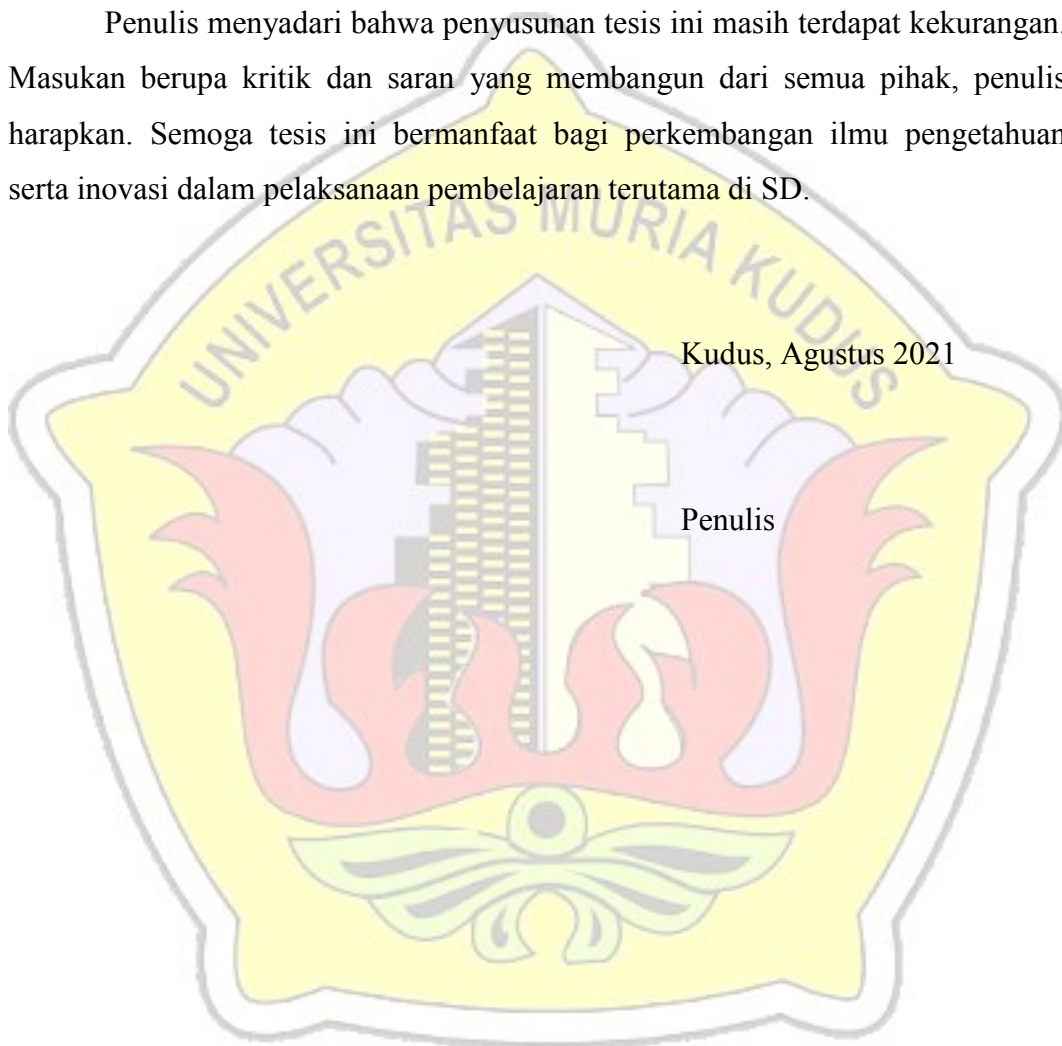 Penulis menyadari bahwa penyusunan tesis ini masih terdapat kekurangan.
Masukan berupa kritik dan saran yang membangun dari semua pihak, penulis
harapkan. Semoga tesis ini bermanfaat bagi perkembangan ilmu pengetahuan
serta inovasi dalam pelaksanaan pembelajaran terutama di SD.
UNIVERSITAS MURIA KUDUS
Kudus, Agustus 2021
Penulis